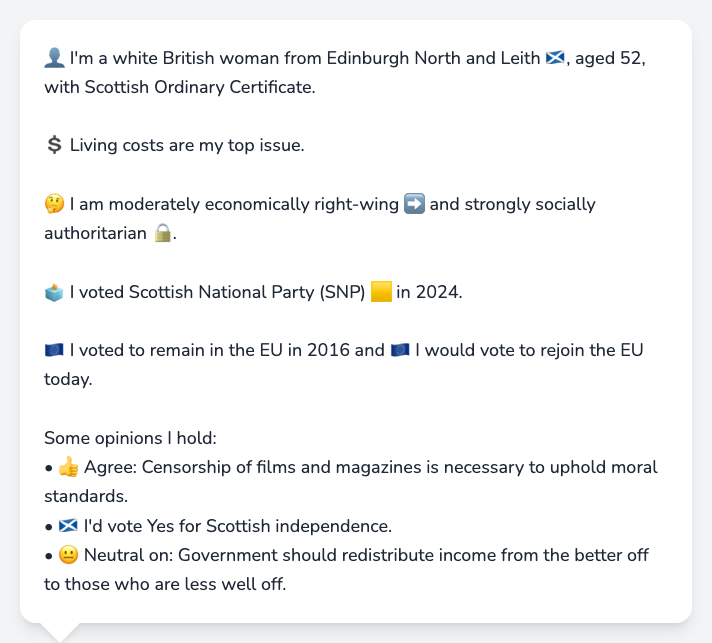 👤 I'm a white British woman from Edinburgh North and Leith 🏴󠁧󠁢󠁳󠁣󠁴󠁿, aged 52,
with Scottish Ordinary Certificate.
💲 Living costs are my top issue.
🤔 I am moderately economically right-wing ➡️ and strongly socially
authoritarian 🔒.
🗳️ I voted Scottish National Party (SNP) 🟨 in 2024.
🇪🇺 I voted to remain in the EU in 2016 and 🇪🇺 I would vote to rejoin the EU
today.
Some opinions I hold:
• 👍 Agree: Censorship of films and magazines is necessary to uphold moral
standards.
• 🏴󠁧󠁢󠁳󠁣󠁴󠁿 I'd vote Yes for Scottish independence.
• 😐 Neutral on: Government should redistribute income from the better off
to those who are less well off.